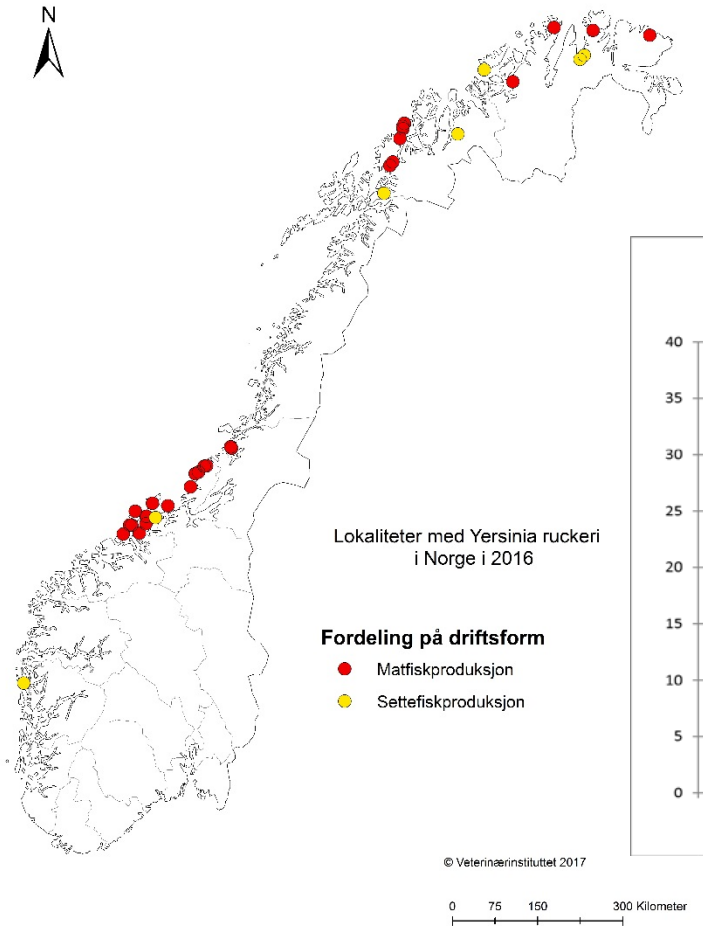 N
Lokaliteter med Yersinia ruckeri
i Norge i 2016
Fordeling på driftsform
Matfiskproduksjon
Settefiskproduksjon
40
35
30
25
20
15
10
5
0
© Veterinærinstituttet 2017
0 75 150 300 Kilometer